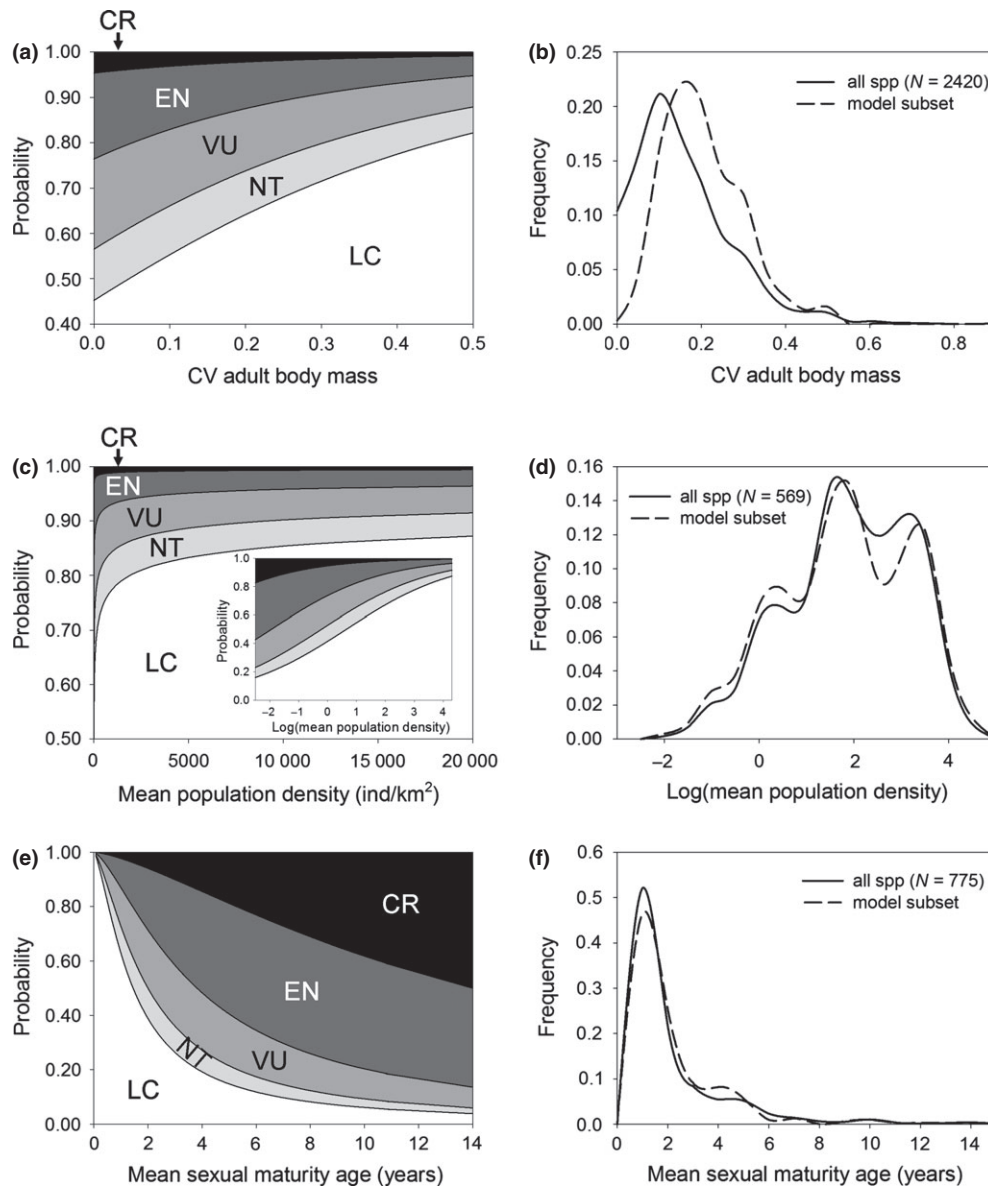 CR
(a)
1.00
0.90
0.80
0.70
0.60
0.50
0.40
Probability
EN
VU
NT
LC
0.0 0.1 0.2 0.3 0.4 0.5
CV adult body mass
(b)
0.25
0.20
0.15
0.10
0.05
0.00
Frequency
all spp (N = 2420)
model subset
0.0 0.2 0.4 0.6 0.8
CV adult body mass
CR
(c)
1.00
0.90
0.80
0.70
0.60
0.50
Probability
EN
VU
NT
LC
1.0
0.8
0.6
0.4
0.2
0.0
Probability
−2 −1 0 1 2 3 4
Log(mean population density)
0 5000 10 000 15 000 20 000
Mean population density (ind/km²)
(d)
0.16
0.14
0.12
0.10
0.08
0.06
0.04
0.02
0.00
Frequency
all spp (N = 569)
model subset
−2 0 2 4
Log(mean population density)
(e)
1.00
0.80
0.60
0.40
0.20
0.00
Probability
CR
EN
VU
NT
LC
0 2 4 6 8 10 12 14
Mean sexual maturity age (years)
(f)
0.6
0.5
0.4
0.3
0.2
0.1
0.0
Frequency
all spp (N = 775)
model subset
0 2 4 6 8 10 12 14
Mean sexual maturity age (years)